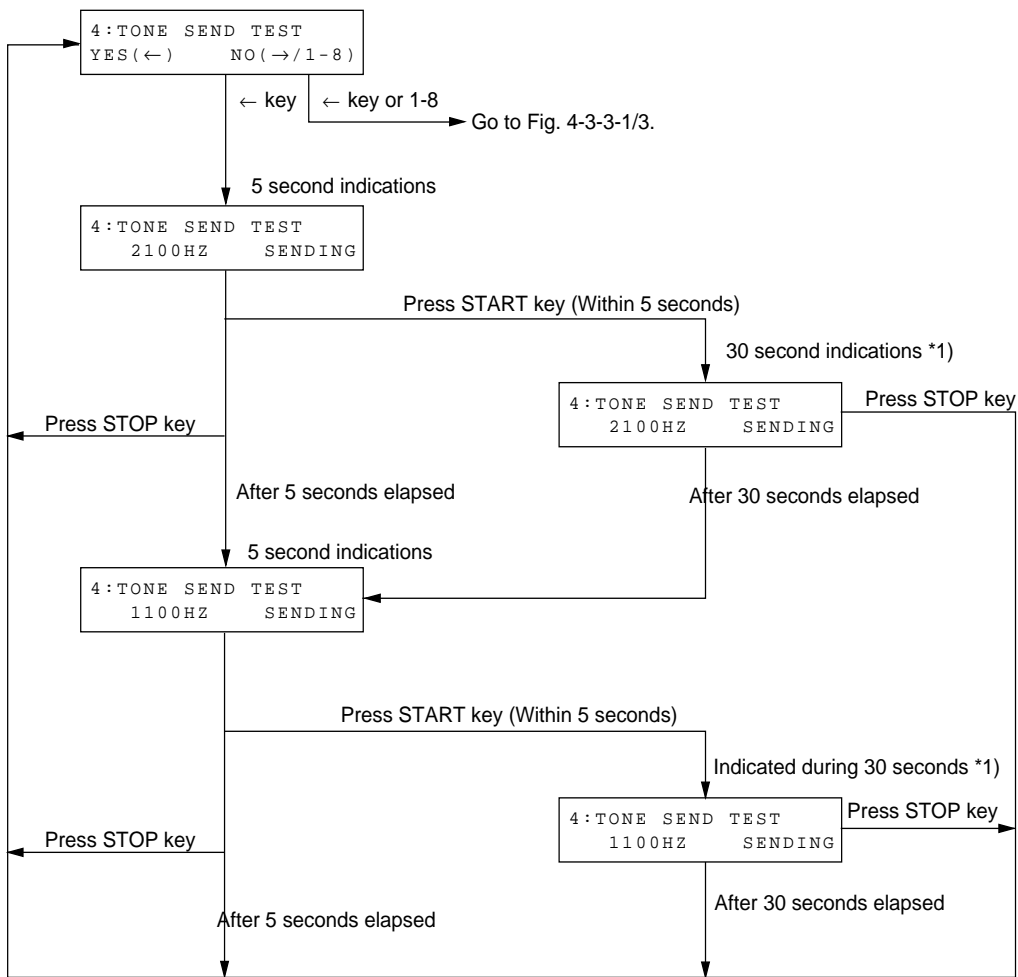 4:TONE SEND TEST
YES(←) NO(→/1-8)
← key
← key or 1-8
Go to Fig. 4-3-3-1/3.
5 second indications
4:TONE SEND TEST
2100HZ SENDING
Press START key (Within 5 seconds)
30 second indications *1)
4:TONE SEND TEST
2100HZ SENDING
Press STOP key
Press STOP key
After 5 seconds elapsed
After 30 seconds elapsed
5 second indications
4:TONE SEND TEST
1100HZ SENDING
Press START key (Within 5 seconds)
Indicated during 30 seconds *1)
4:TONE SEND TEST
1100HZ SENDING
Press STOP key
Press STOP key
After 5 seconds elapsed
After 30 seconds elapsed